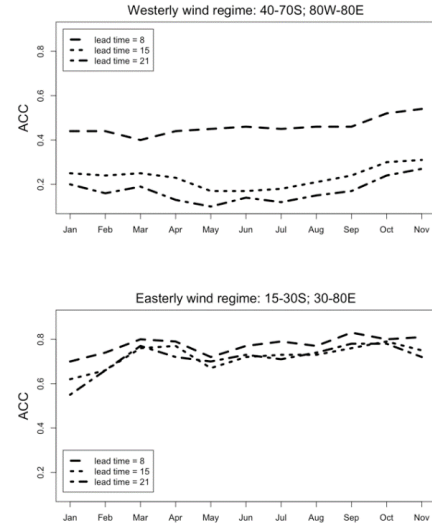 Westerly wind regime: 40-70S; 80W-80E
lead time = 8
lead time = 15
lead time = 21
ACC
0.8
0.6
0.4
0.2
Jan Feb Mar Apr May Jun Jul Aug Sep Oct Nov
Easterly wind regime: 15-30S; 30-80E
ACC
0.8
0.6
0.4
0.2
lead time = 8
lead time = 15
lead time = 21
Jan Feb Mar Apr May Jun Jul Aug Sep Oct Nov